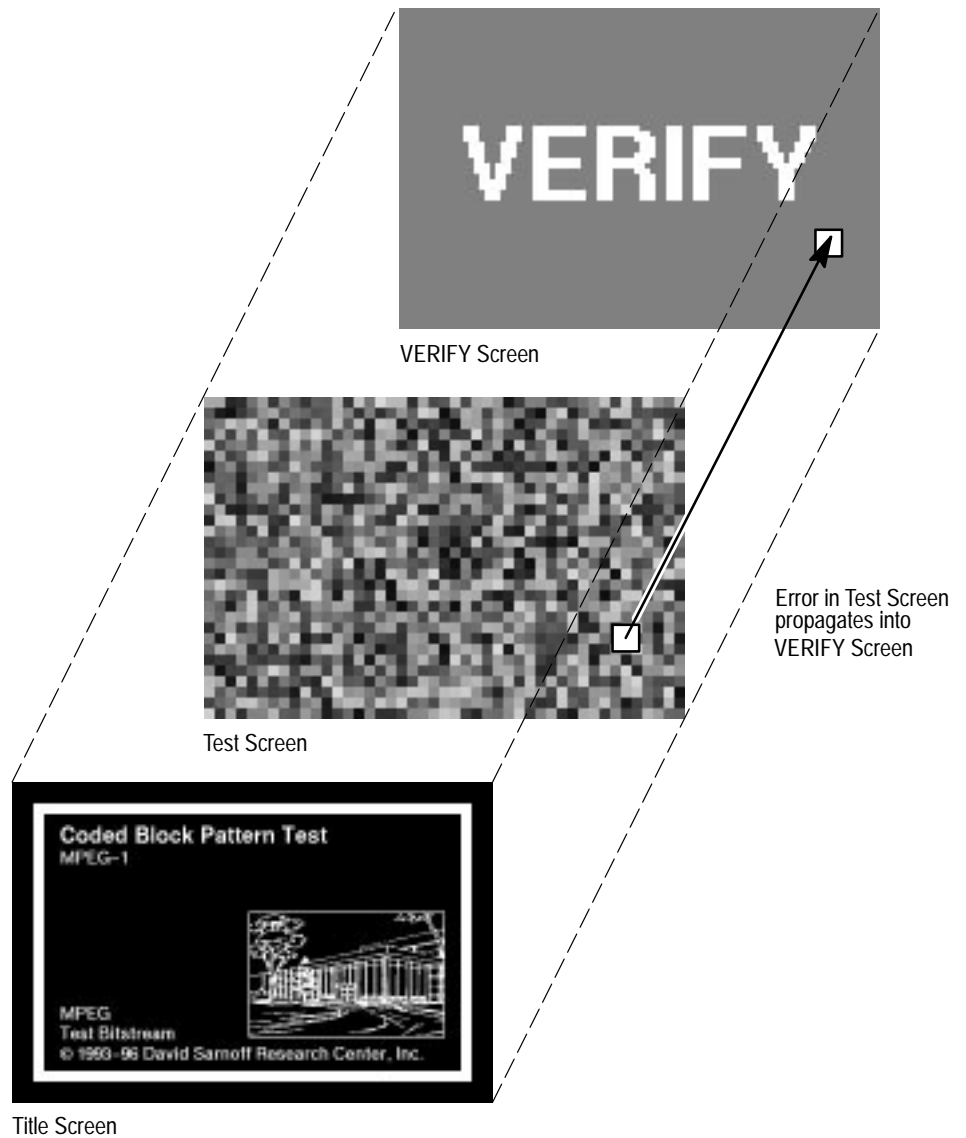 VERIFY
VERIFY Screen
Error in Test Screen
propagates into
VERIFY Screen
Test Screen
Coded Block Pattern Test
MPEG–1
MPEG
Test Bitstream
© 1993–96 David Sarnoff Research Center, Inc.
Title Screen